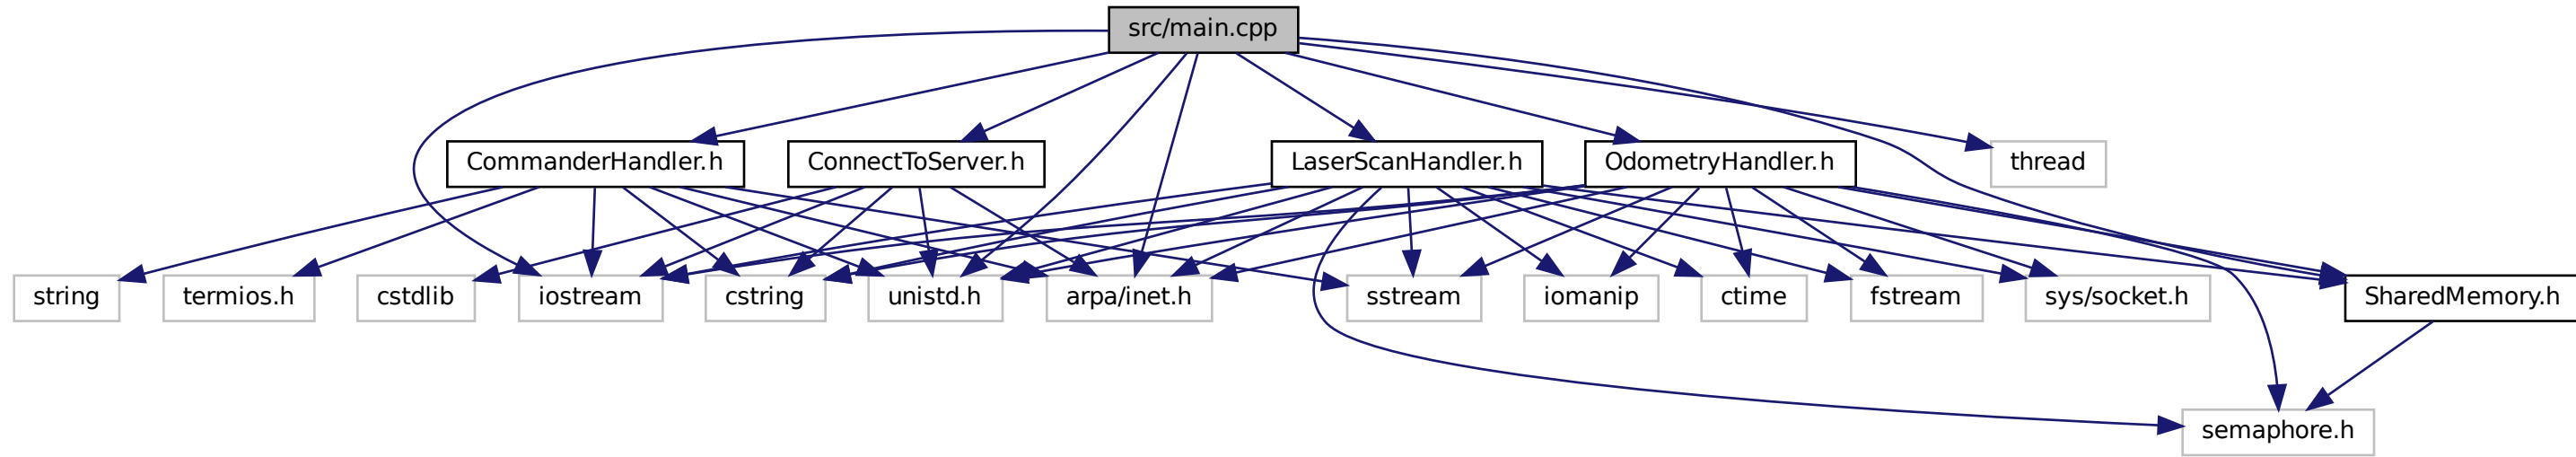 src/main.cpp
CommanderHandler.h
ConnectToServer.h
LaserScanHandler.h
OdometryHandler.h
thread
string
termios.h
cstdlib
iostream
cstring
unistd.h
arpa/inet.h
sstream
iomanip
ctime
fstream
sys/socket.h
SharedMemory.h
semaphore.h